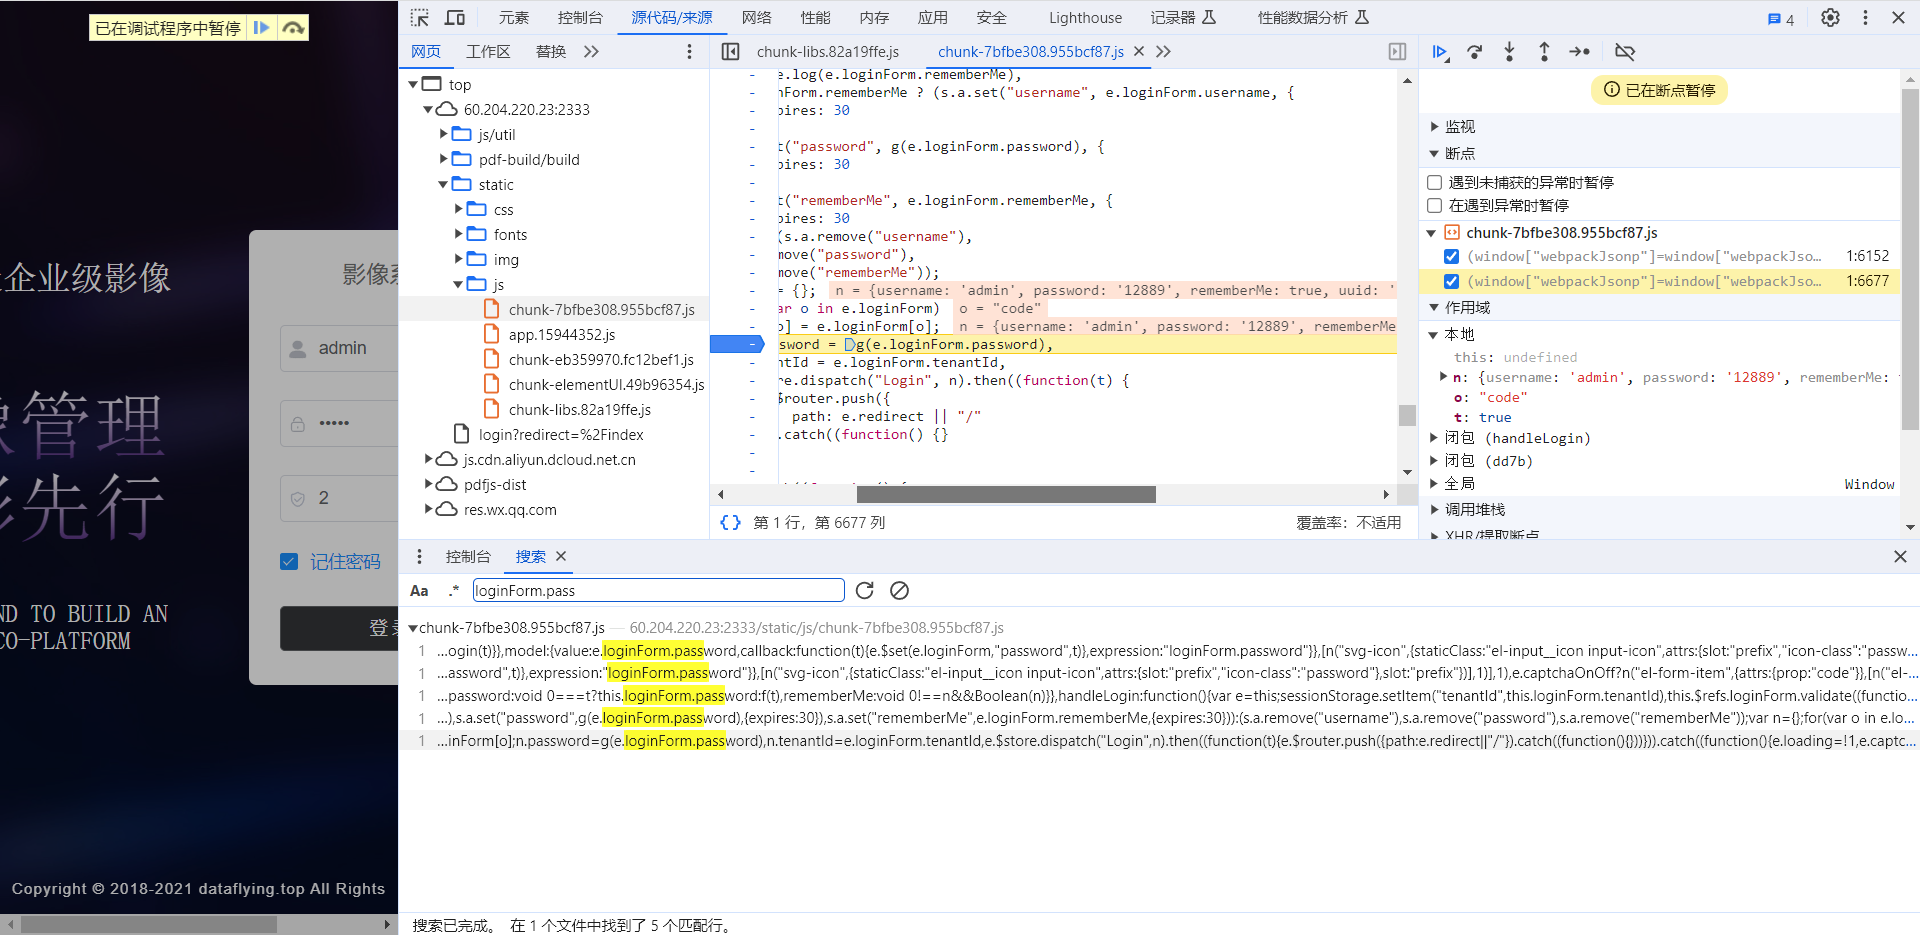 已在调试程序中暂停
企业级影像
影像系
admin
•••••
像管理
2
影先行
记住密码
ND TO BUILD AN
CO-PLATFORM
登录
Copyright © 2018-2021 dataflying.top All Rights
元素 控制台 源代码/来源 网络 性能 内存 应用 安全 Lighthouse 记录器 性能数据分析 4
网页 工作区 替换
top
60.204.220.23:2333
js/util
pdf-build/build
static
css
fonts
img
js
chunk-7bfbe308.955bcf87.js
app.15944352.js
chunk-eb359970.fc12bef1.js
chunk-elementUI.49b96354.js
chunk-libs.82a19ffe.js
login?redirect=%2Findex
js.cdn.aliyun.dcloud.net.cn
pdfjs-dist
res.wx.qq.com
chunk-libs.82a19ffe.js chunk-7bfbe308.955bcf87.js
- e.log(e.loginForm.rememberMe),
- nForm.rememberMe ? (s.a.set("username", e.loginForm.username, {
- pires: 30
-
- t("password", g(e.loginForm.password), {
- pires: 30
-
- t("rememberMe", e.loginForm.rememberMe, {
- pires: 30
- (s.a.remove("username"),
- move("password"),
- move("rememberMe"));
- = {}; n = {username: 'admin', password: '12889', rememberMe: true, uuid: '
- ar o in e.loginForm) o = "code"
- o] = e.loginForm[o]; n = {username: 'admin', password: '12889', rememberMe
- sword = g(e.loginForm.password),
- ntId = e.loginForm.tenantId,
- re.dispatch("Login", n).then((function(t) {
- $router.push({
- path: e.redirect || "/"
- .catch((function() {}
-
-
第 1 行，第 6677 列 覆盖率：不适用
已在断点暂停
监视
断点
遇到未捕获的异常时暂停
在遇到异常时暂停
chunk-7bfbe308.955bcf87.js
(window["webpackJsonp"]=window["webpackJso… 1:6152
(window["webpackJsonp"]=window["webpackJso… 1:6677
作用域
本地
this: undefined
n: {username: 'admin', password: '12889', rememberMe:
o: "code"
t: true
闭包 (handleLogin)
闭包 (dd7b)
全局 Window
调用堆栈
XHR/提取断点
控制台 搜索
Aa .* loginForm.pass
chunk-7bfbe308.955bcf87.js — 60.204.220.23:2333/static/js/chunk-7bfbe308.955bcf87.js
1 …ogin(t)}},model:{value:e.loginForm.password,callback:function(t){e.$set(e.loginForm,"password",t)},expression:"loginForm.password"}},[n("svg-icon",{staticClass:"el-input__icon input-icon",attrs:{slot:"prefix","icon-class":"passw…
1 …assword",t)},expression:"loginForm.password"}},[n("svg-icon",{staticClass:"el-input__icon input-icon",attrs:{slot:"prefix","icon-class":"password"},slot:"prefix"})],1)],1),e.captchaOnOff?n("el-form-item",{attrs:{prop:"code"}},[n("el-…
1 …password:void 0===t?this.loginForm.password:f(t),rememberMe:void 0!==n&&Boolean(n)}},handleLogin:function(){var e=this;sessionStorage.setItem("tenantId",this.loginForm.tenantId),this.$refs.loginForm.validate((functio…
1 …),s.a.set("password",g(e.loginForm.password),{expires:30}),s.a.set("rememberMe",e.loginForm.rememberMe,{expires:30})):(s.a.remove("username"),s.a.remove("password"),s.a.remove("rememberMe"));var n={};for(var o in e.lo…
1 …inForm[o];n.password=g(e.loginForm.password),n.tenantId=e.loginForm.tenantId,e.$store.dispatch("Login",n).then((function(t){e.$router.push({path:e.redirect||"/"}).catch((function(){}))})).catch((function(){e.loading=!1,e.captc…
搜索已完成。 在 1 个文件中找到了 5 个匹配行。